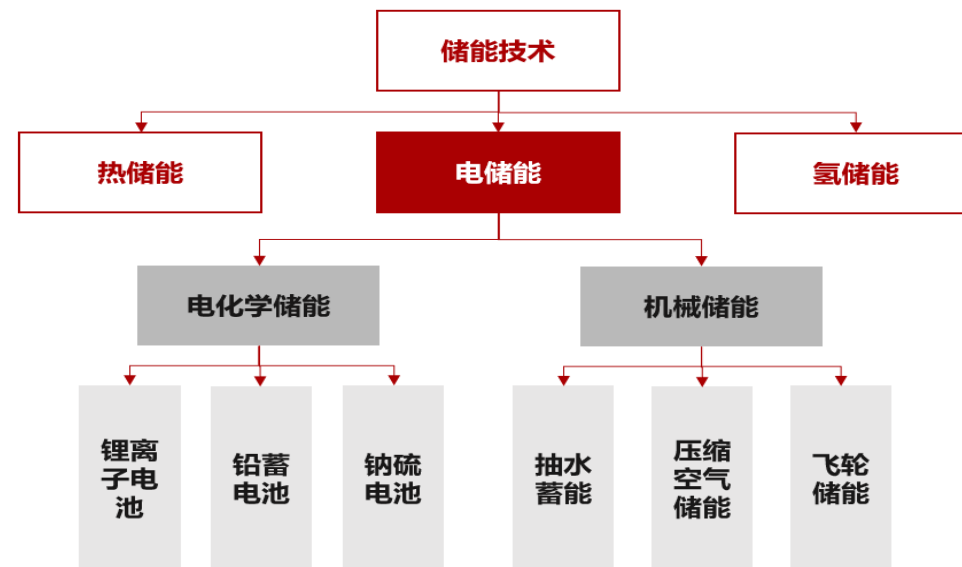 储能技术
热储能
电储能
氢储能
电化学储能
机械储能
锂离
子电
池
铅蓄
电池
钠硫
电池
抽水
蓄能
压缩
空气
储能
飞轮
储能